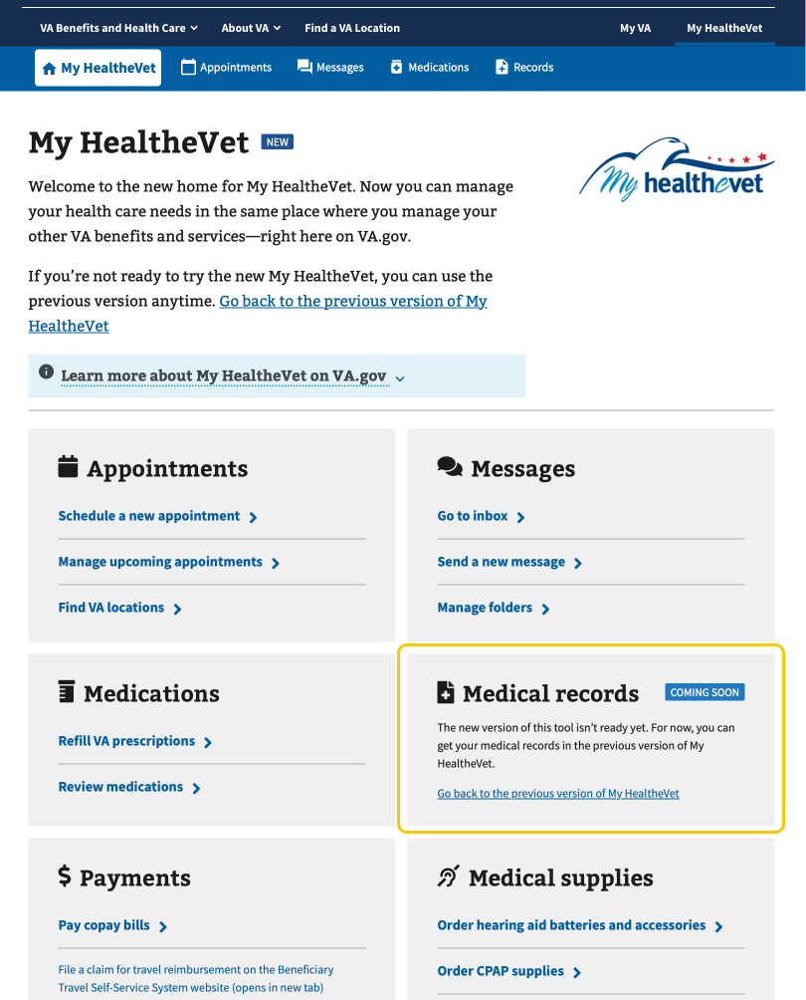 VA Benefits and Health Care About VA Find a VA Location My VA My HealtheVet
My HealtheVet Appointments Messages Medications Records
My HealtheVet NEW
my healthevet
Welcome to the new home for My HealtheVet. Now you can manage
your health care needs in the same place where you manage your
other VA benefits and services—right here on VA.gov.
If you’re not ready to try the new My HealtheVet, you can use the
previous version anytime. Go back to the previous version of My
HealtheVet
Learn more about My HealtheVet on VA.gov
Appointments
Schedule a new appointment
Manage upcoming appointments
Find VA locations
Messages
Go to inbox
Send a new message
Manage folders
Medications
Refill VA prescriptions
Review medications
Medical records COMING SOON
The new version of this tool isn’t ready yet. For now, you can
get your medical records in the previous version of My
HealtheVet.
Go back to the previous version of My HealtheVet
$ Payments
Pay copay bills
File a claim for travel reimbursement on the Beneficiary
Travel Self-Service System website (opens in new tab)
Medical supplies
Order hearing aid batteries and accessories
Order CPAP supplies